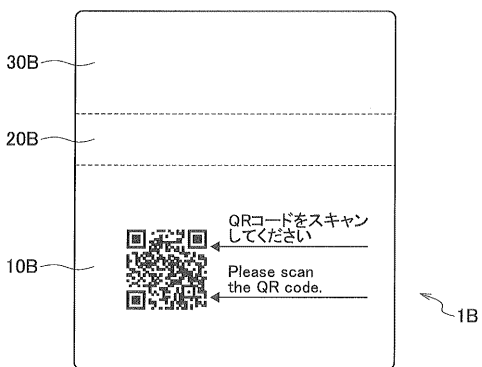 30B
20B
10B
QRコードをスキャン
してください
Please scan
the QR code.
1B